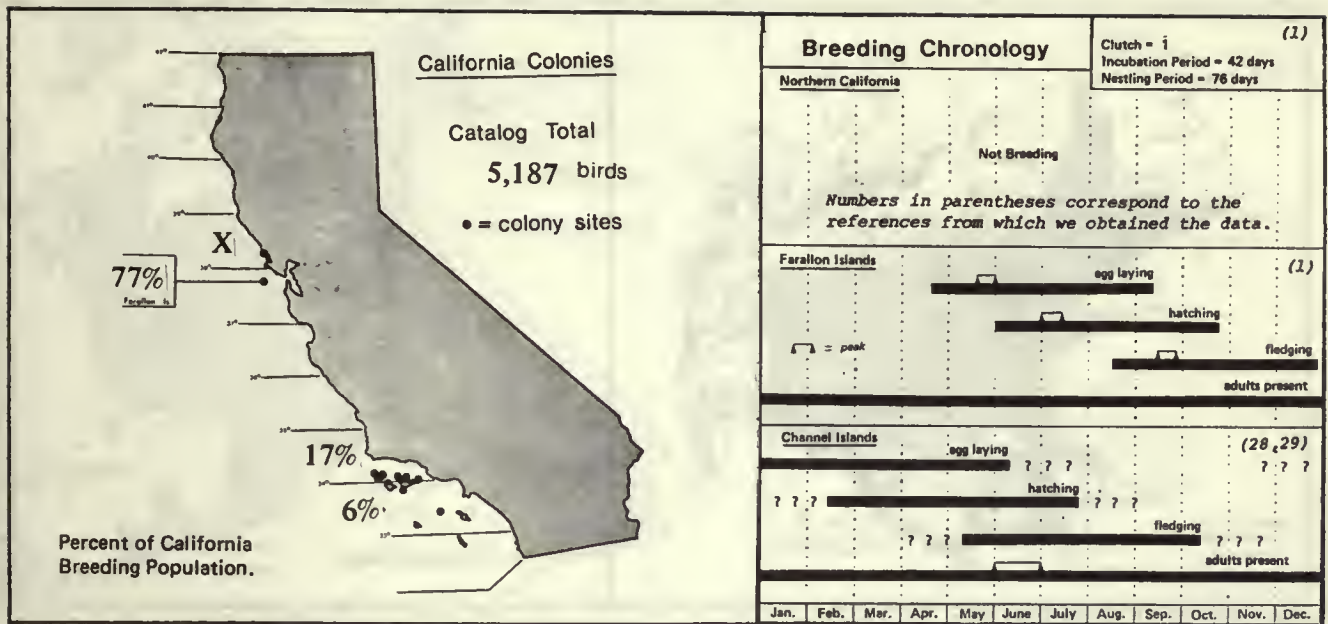 California Colonies
Catalog Total
5,187 birds
● = colony sites
X
77%
Farallon Is
17%
6%
Percent of California
Breeding Population.
Breeding Chronology
Clutch = 1
(1)
Incubation Period = 42 days
Nestling Period = 76 days
Northern California
Not Breeding
Numbers in parentheses correspond to the
references from which we obtained the data.
Farallon Islands
(1)
egg laying
hatching
= peak
fledging
adults present
Channel Islands
(28,29)
egg laying
? ? ?
? ? ?
? ? ?
hatching
? ? ?
fledging
? ? ?
? ? ?
adults present
Jan. Feb. Mar. Apr. May June July Aug. Sep. Oct. Nov. Dec.